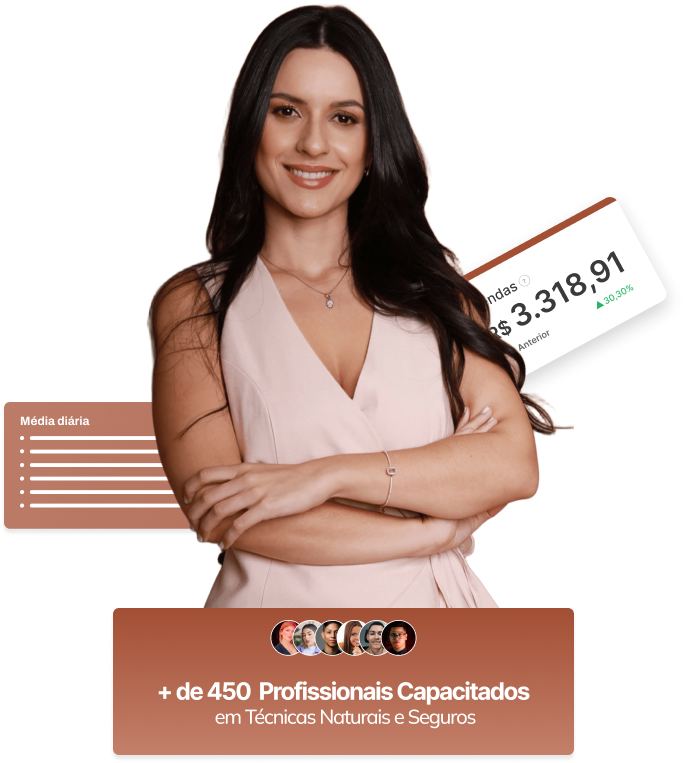 ndas ?
R$ 3.318,91
Anterior
▲30,30%
Média diária
+ de 450 Profissionais Capacitados
em Técnicas Naturais e Seguros